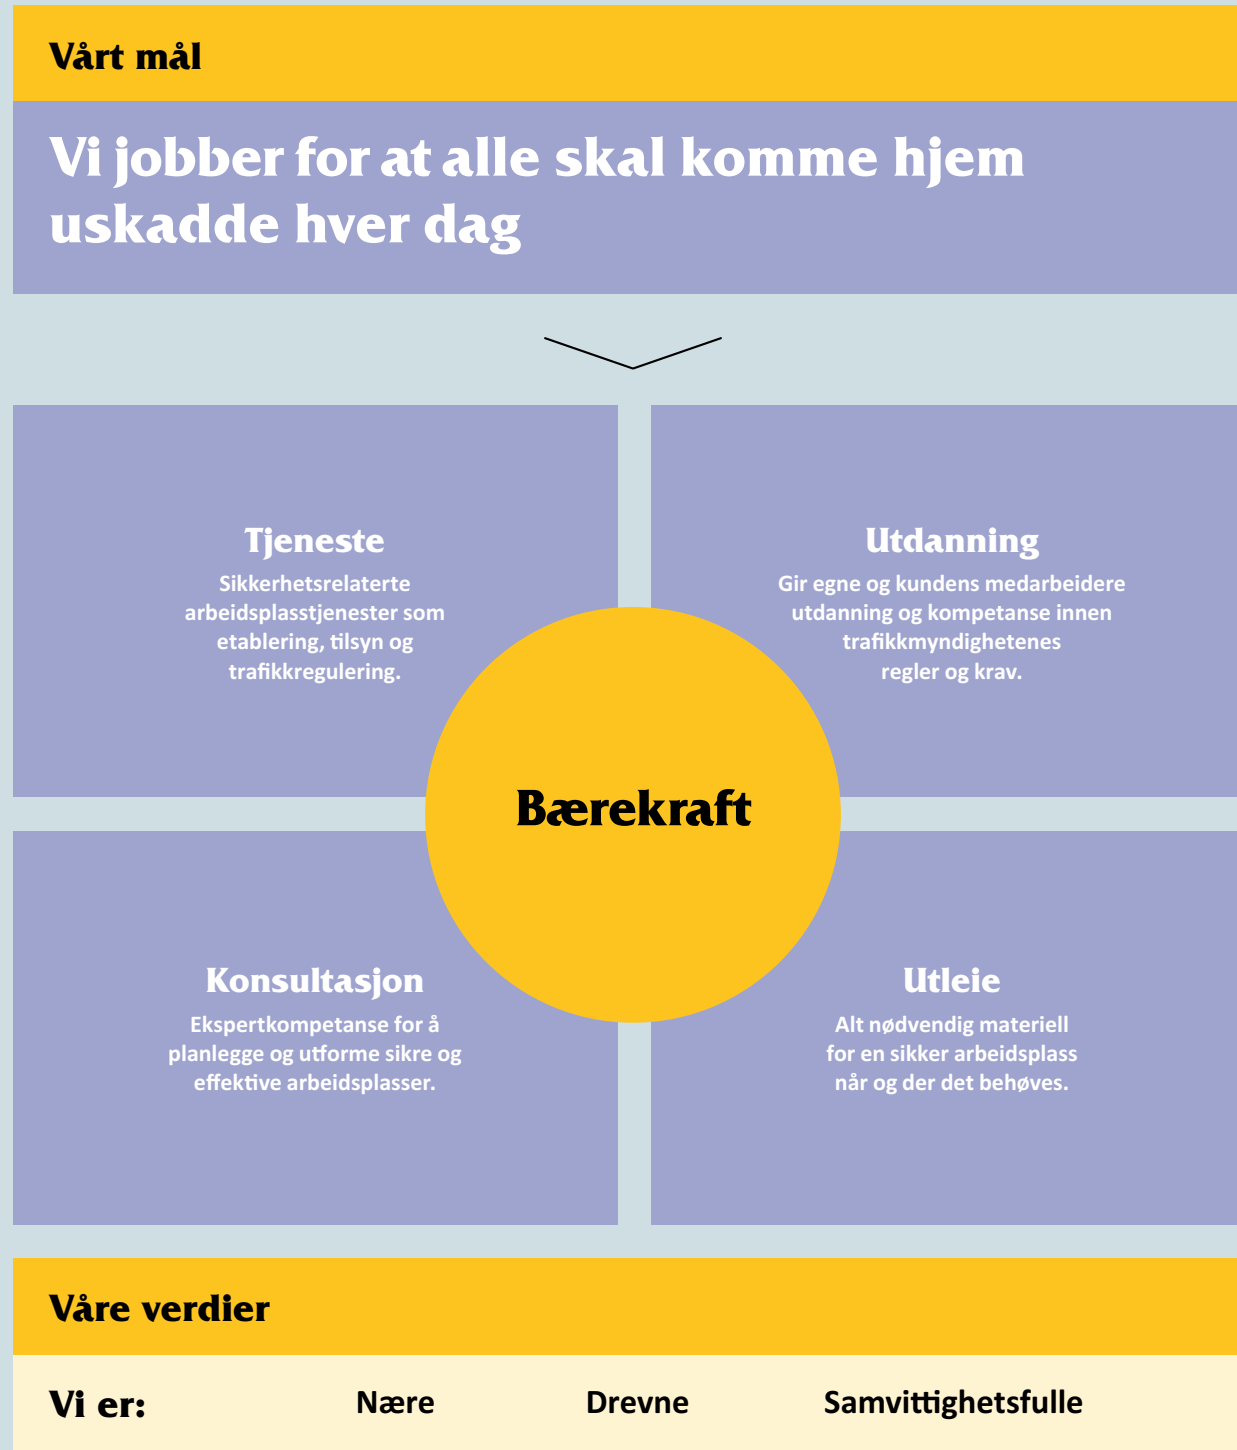 Vårt mål
Vi jobber for at alle skal komme hjem
uskadde hver dag
Tjeneste
Sikkerhetsrelaterte
arbeidsplasstjenester som
etablering, tilsyn og
trafikkregulering.
Utdanning
Gir egne og kundens medarbeidere
utdanning og kompetanse innen
trafikkmyndighetenes
regler og krav.
Bærekraft
Konsultasjon
Ekspertkompetanse for å
planlegge og utforme sikre og
effektive arbeidsplasser.
Utleie
Alt nødvendig materiell
for en sikker arbeidsplass
når og der det behøves.
Våre verdier
Vi er: Nære Drevne Samvittighetsfulle